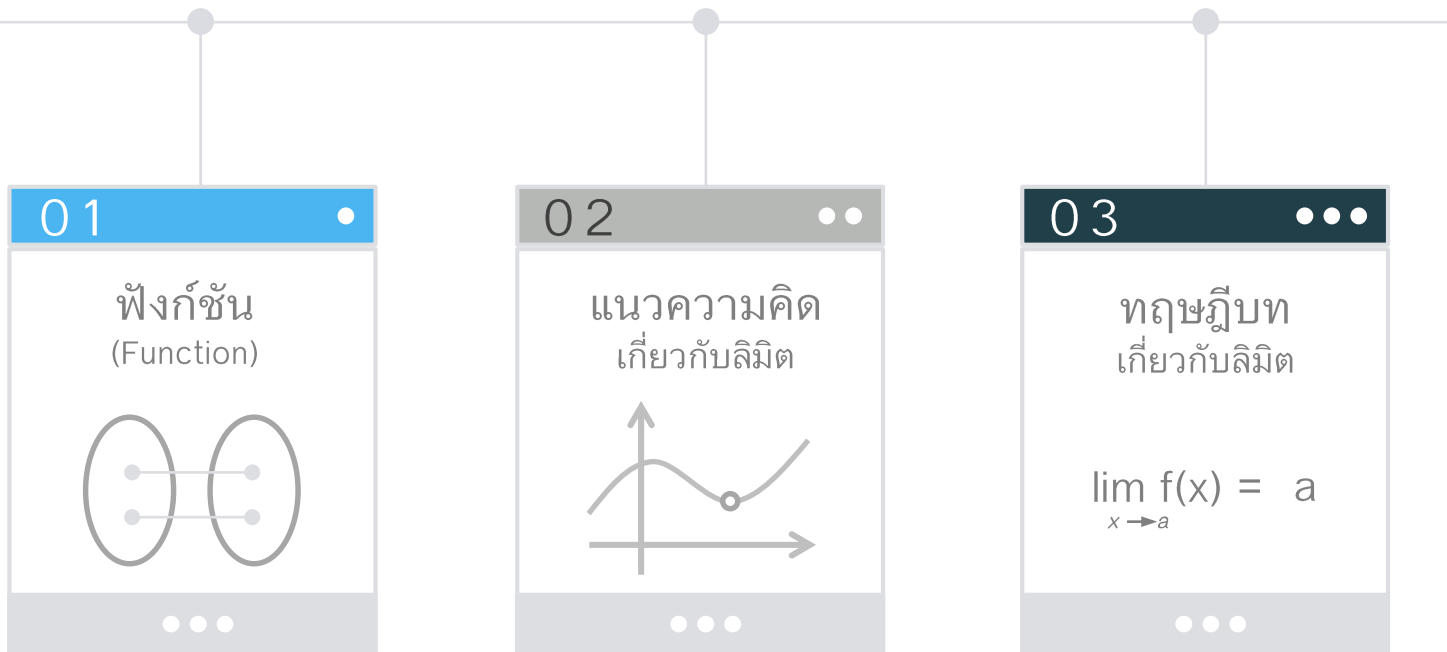 01
ฟังก์ชัน
(Function)
02
แนวความคิด
เกี่ยวกับลิมิต
03
ทฤษฎีบท
เกี่ยวกับลิมิต
lim f(x) = a
x→a